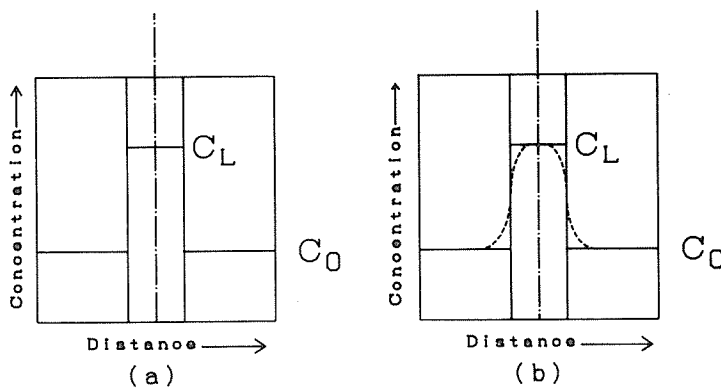 Concentration
C_L
C_0
Distance
(a)
Concentration
C_L
C_0
Distance
(b)